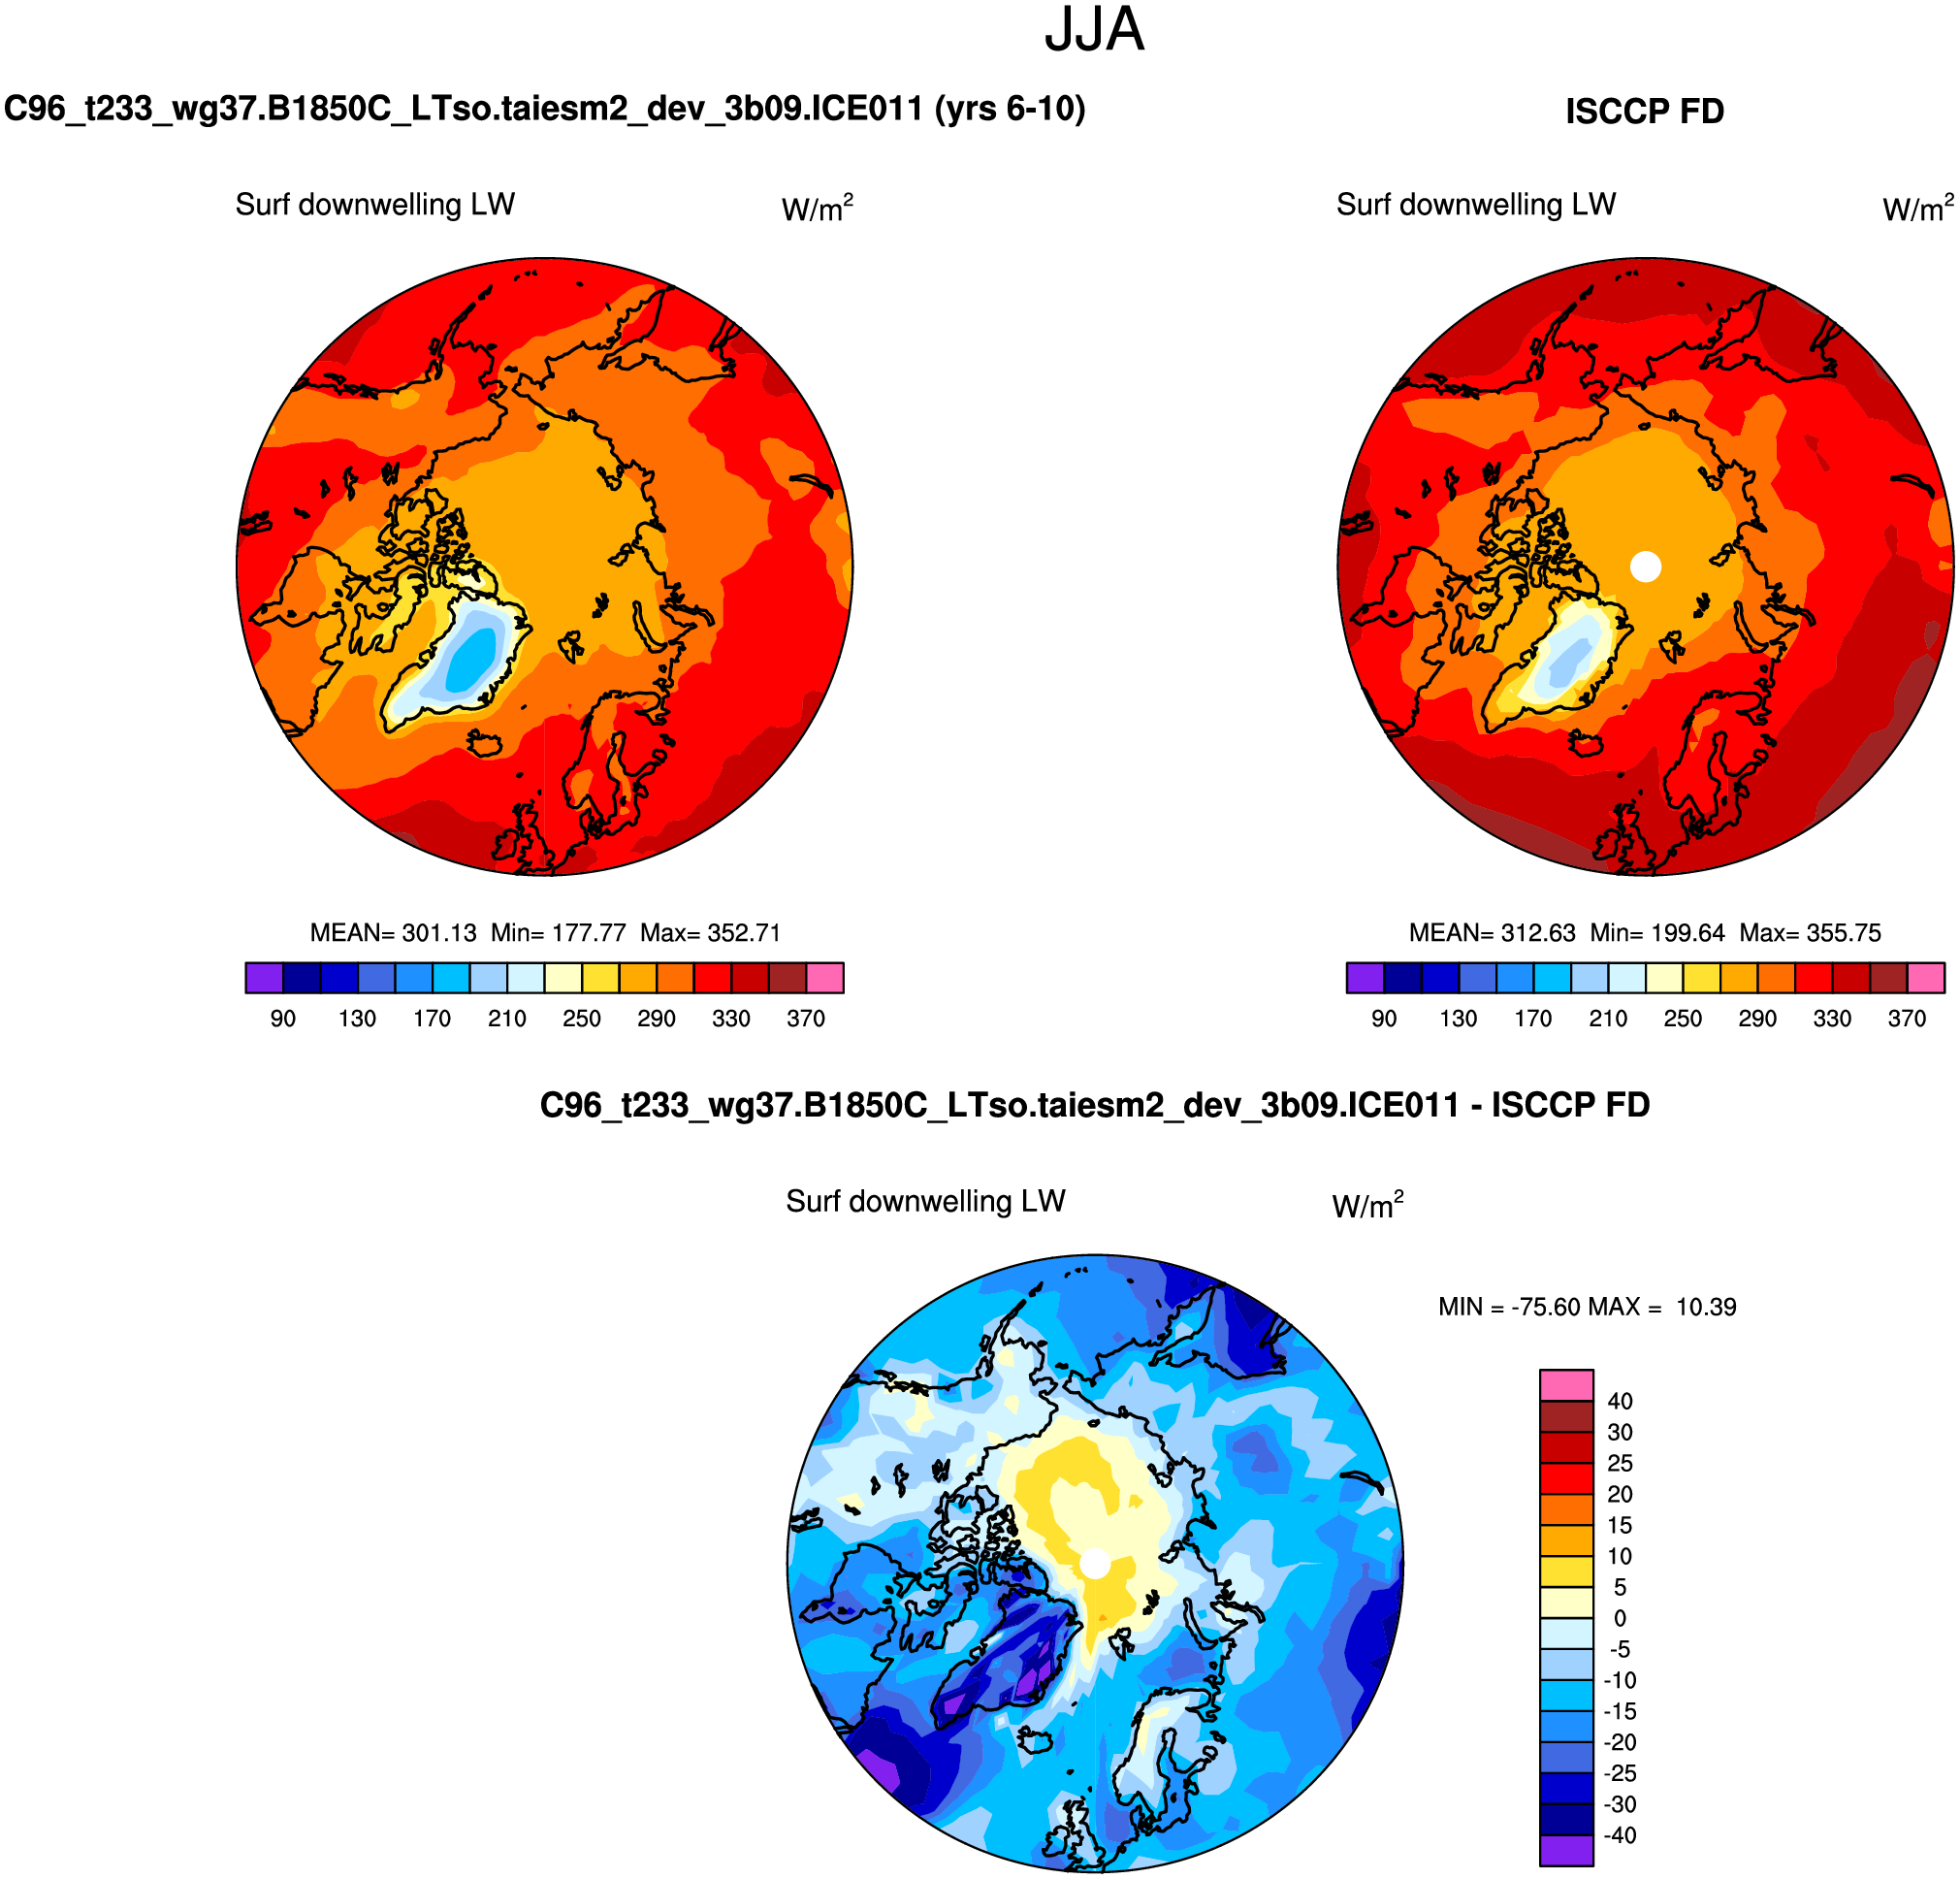 JJA
C96_t233_wg37.B1850C_LTso.taiesm2_dev_3b09.ICE011 (yrs 6-10)
ISCCP FD
Surf downwelling LW W/m²
Surf downwelling LW W/m²
MEAN= 301.13 Min= 177.77 Max= 352.71
MEAN= 312.63 Min= 199.64 Max= 355.75
90 130 170 210 250 290 330 370
90 130 170 210 250 290 330 370
C96_t233_wg37.B1850C_LTso.taiesm2_dev_3b09.ICE011 - ISCCP FD
Surf downwelling LW W/m²
MIN = -75.60 MAX = 10.39
40
30
25
20
15
10
5
0
-5
-10
-15
-20
-25
-30
-40